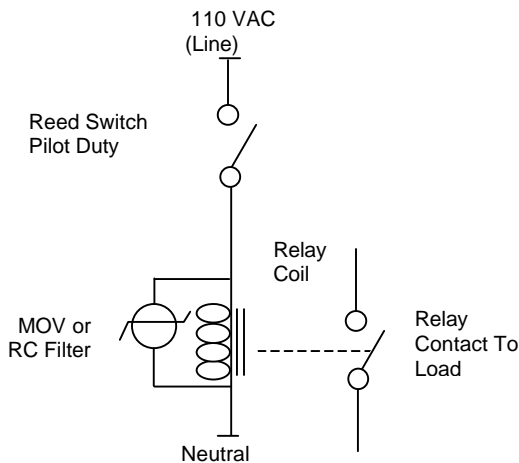 110 VAC
(Line)
Reed Switch
Pilot Duty
Relay
Coil
MOV or
RC Filter
Relay
Contact To
Load
Neutral